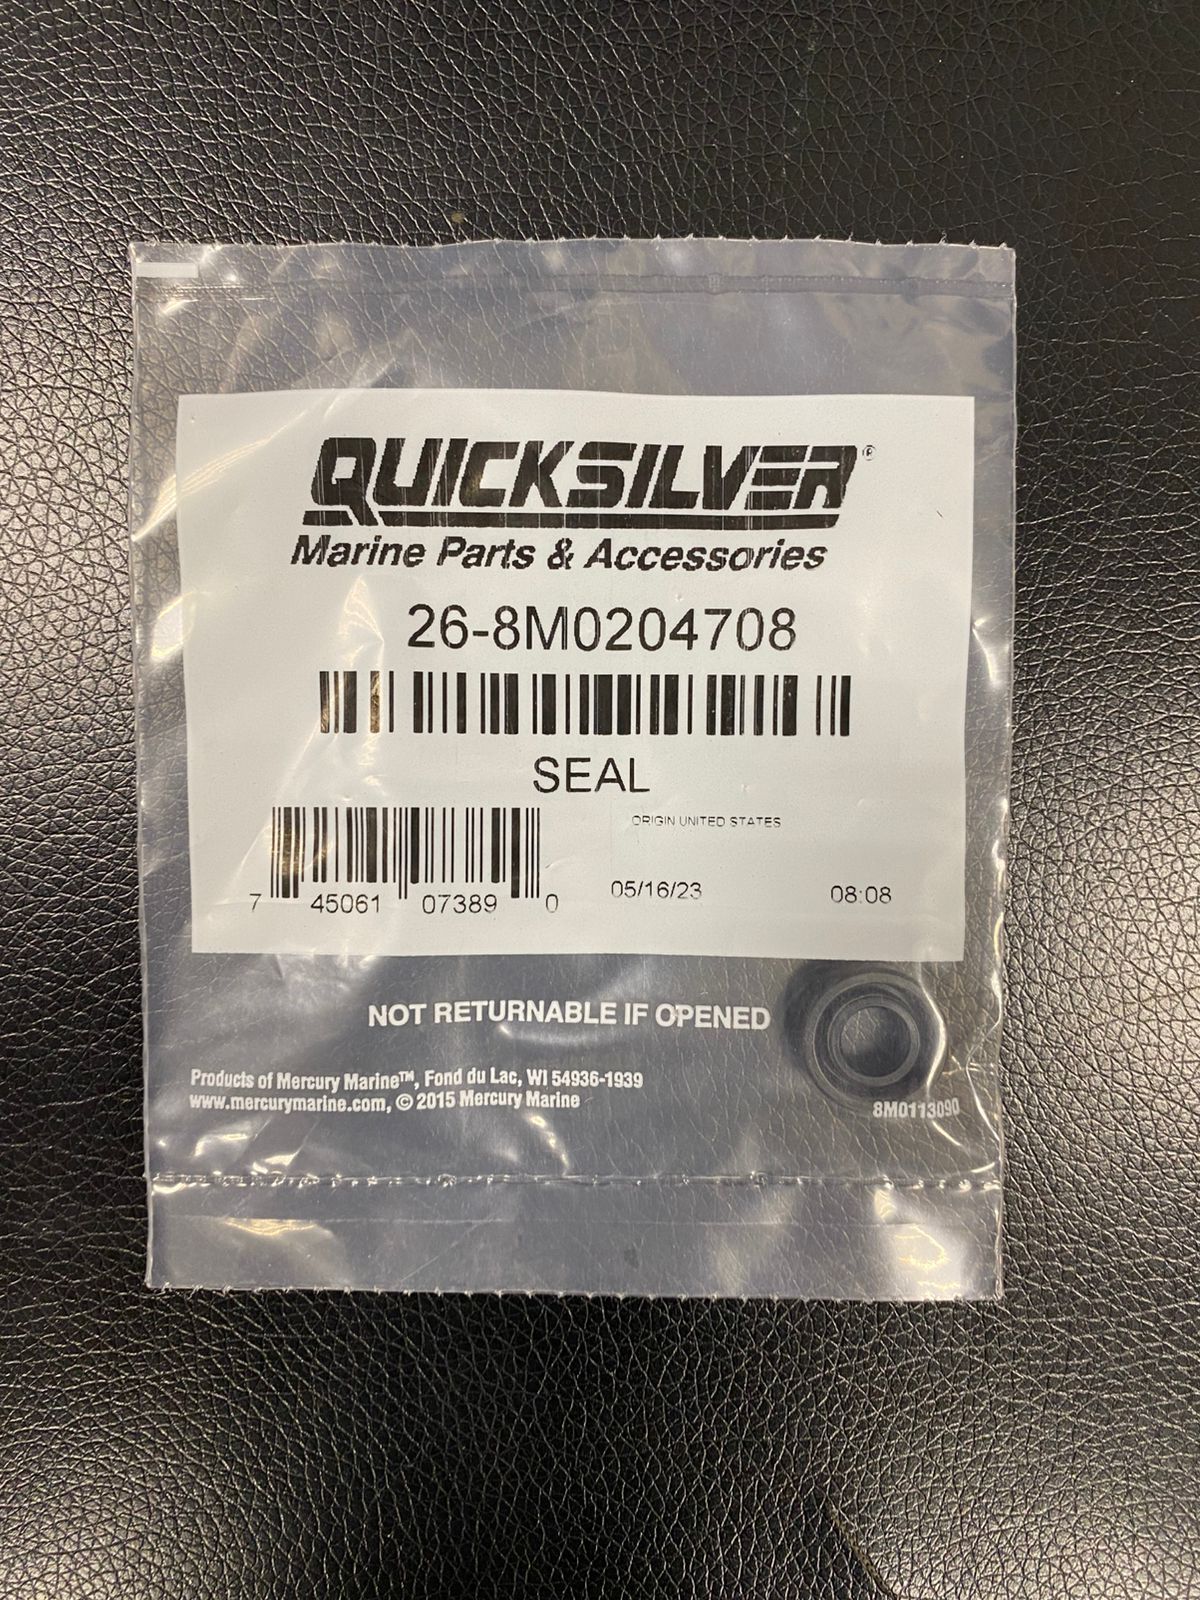 QUICKSILVER®
Marine Parts & Accessories
26-8M0204708
SEAL
ORIGIN UNITED STATES
7 45061 07389 0
05/16/23 08:08
NOT RETURNABLE IF OPENED
Products of Mercury Marine™, Fond du Lac, WI 54936-1939
www.mercurymarine.com, © 2015 Mercury Marine
8M0113090